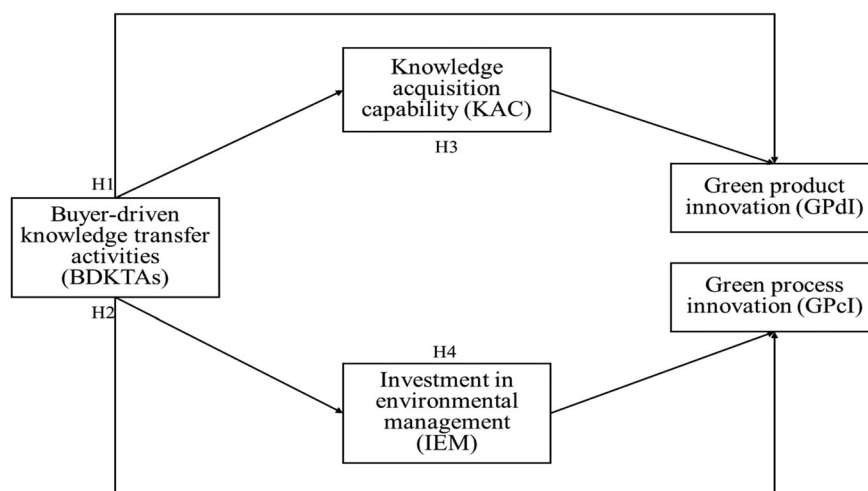 Knowledge
acquisition
capability (KAC)
H3
H1
Buyer-driven
knowledge transfer
activities
(BDKTAs)
H2
Green product
innovation (GPdI)
Green process
innovation (GPcI)
H4
Investment in
environmental
management
(IEM)